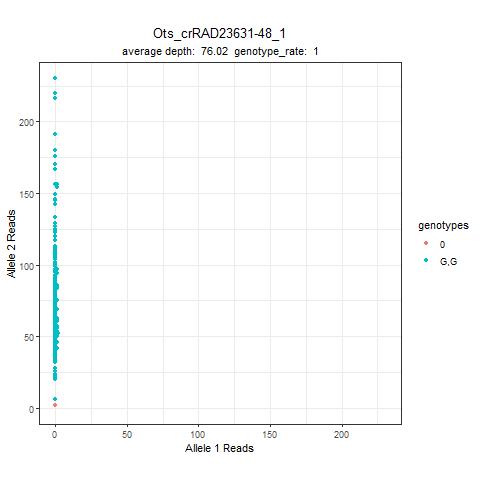 Ots_crRAD23631-48_1
average depth: 76.02 genotype_rate: 1
200
150
100
50
0
Allele 2 Reads
0 50 100 150 200
Allele 1 Reads
genotypes
0
G,G